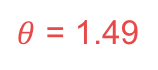 θ = 1.49